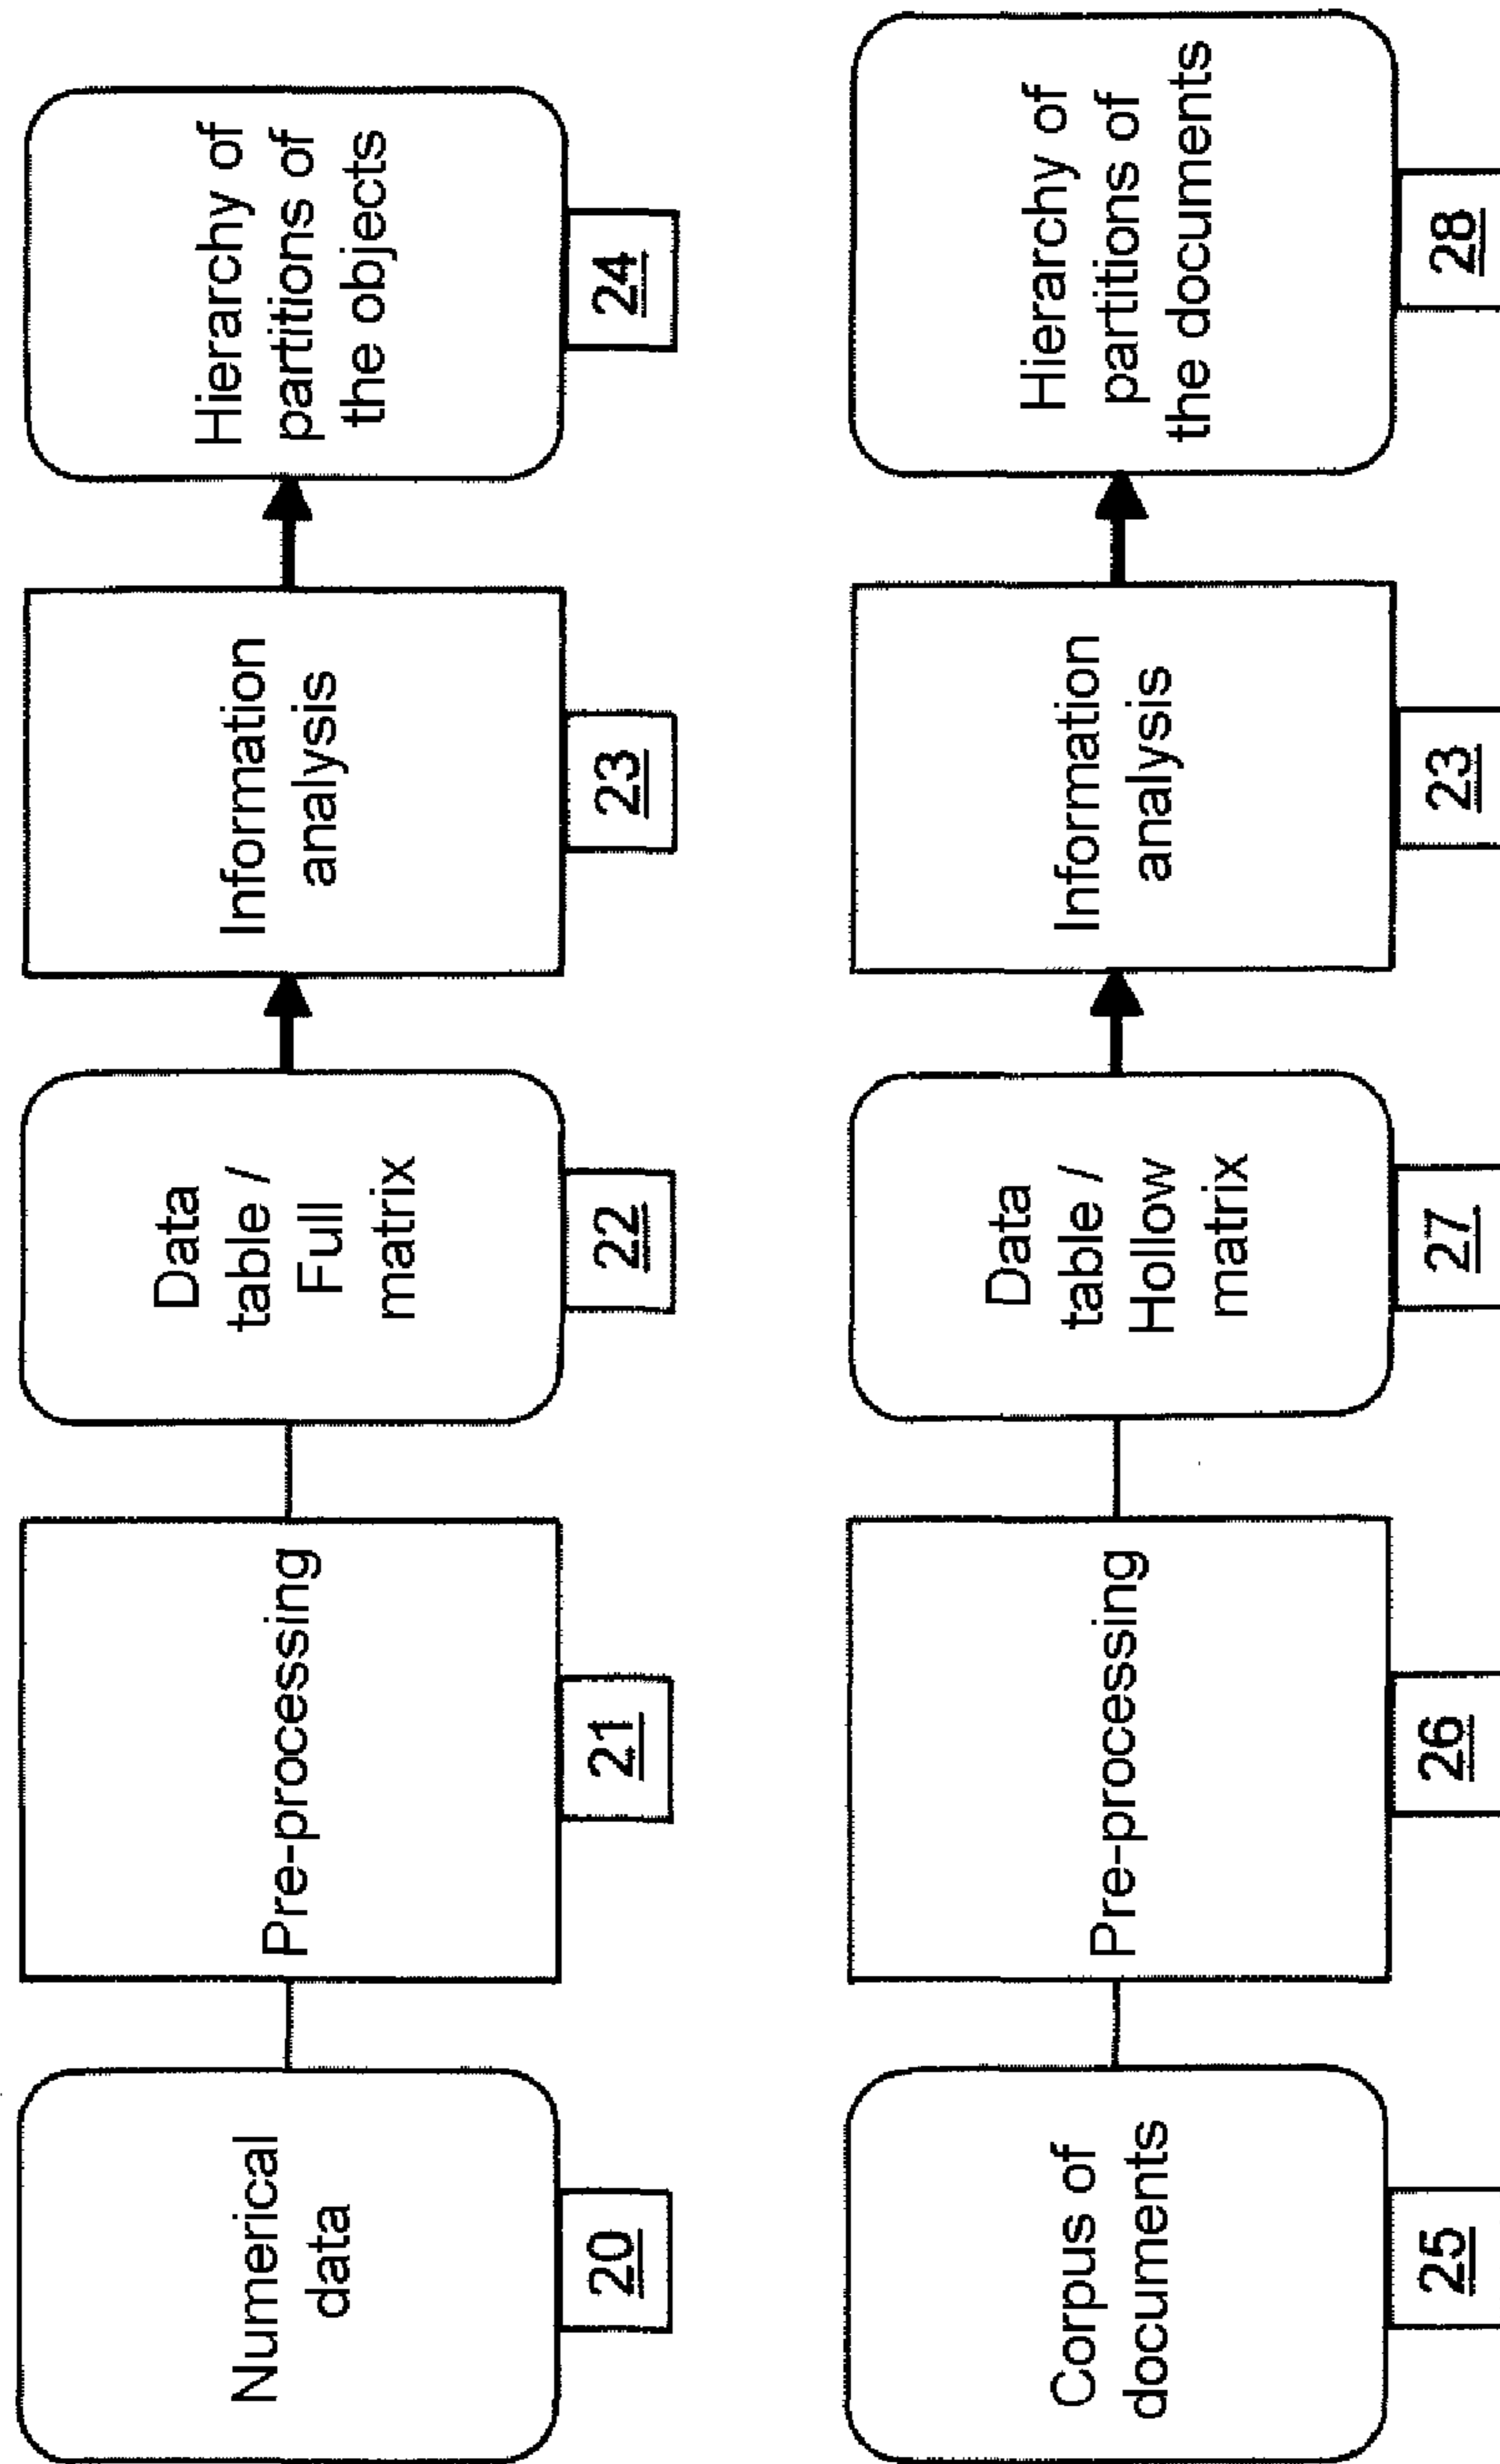 Numerical
data
20
Pre-processing
21
Data
table /
Full
matrix
22
Information
analysis
23
Hierarchy of
partitions of
the objects
24
Corpus of
documents
25
Pre-processing
26
Data
table /
Hollow
matrix
27
Information
analysis
23
Hierarchy of
partitions of
the documents
28